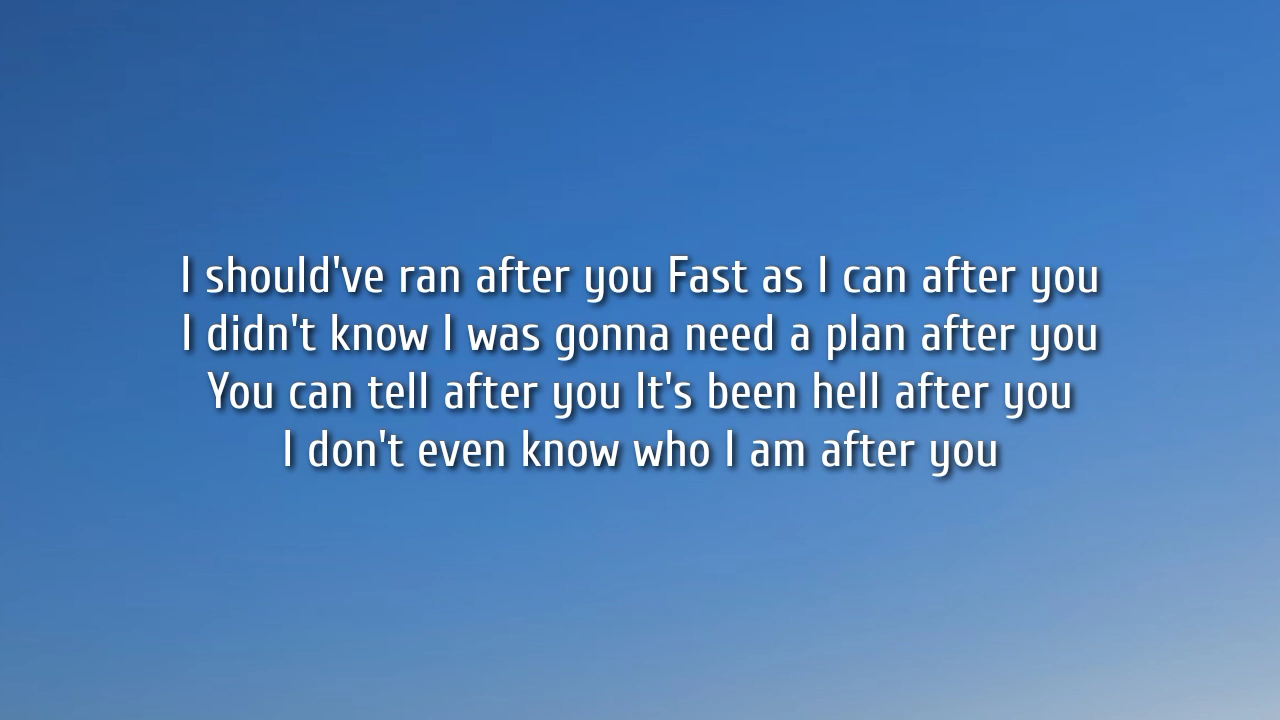 I should've ran after you Fast as I can after you
I didn't know I was gonna need a plan after you
You can tell after you It's been hell after you
I don't even know who I am after you